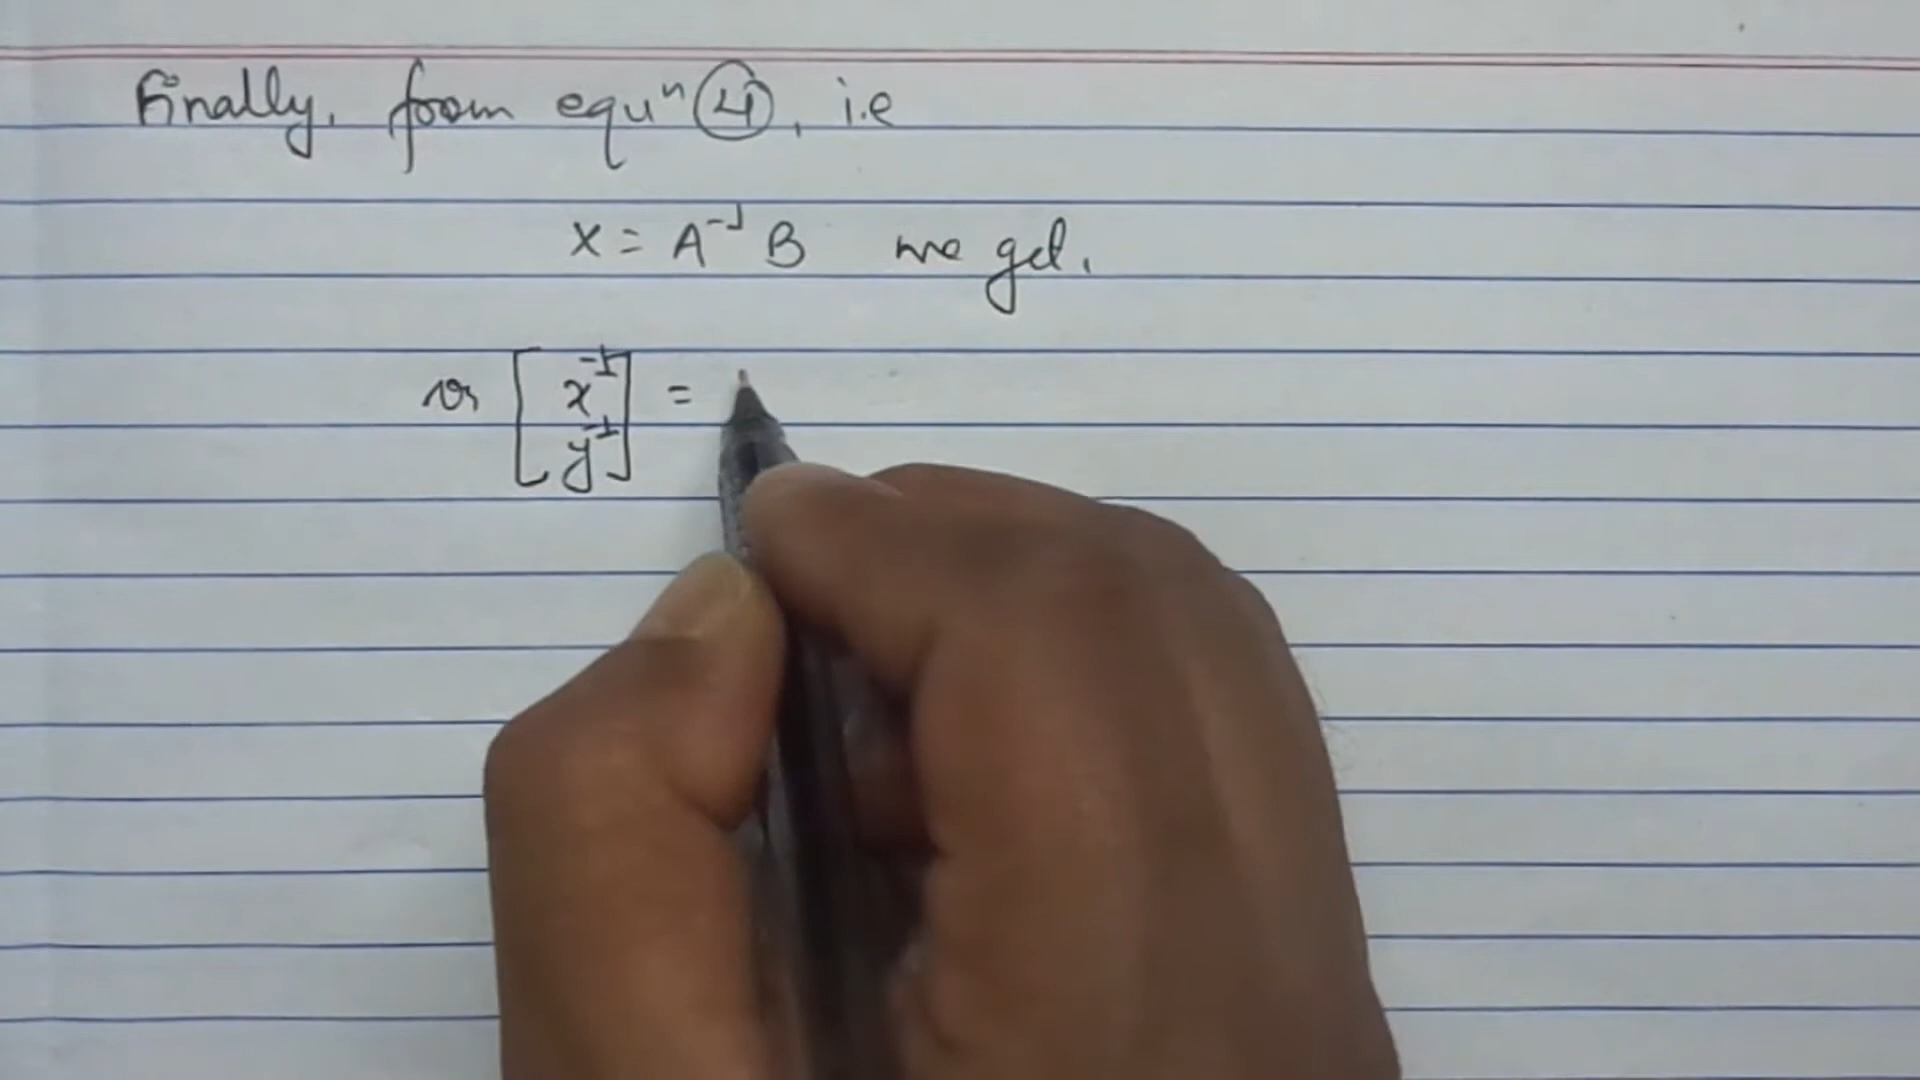 Finally, from equⁿ ④, i.e
X = A⁻¹ B we get,
or [ x⁻¹ ] =
[ y⁻¹ ]